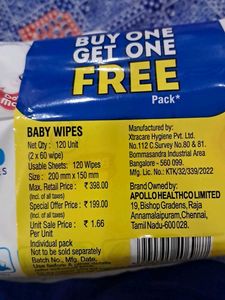 BUY ONE
GET ONE
FREE
Pack*
BABY WIPES
Net Qty : 120 Unit
(2 x 60 wipe)
Usable Sheets: 120 Wipes
Size : 200 mm x 150 mm
Max. Retail Price : ₹ 398.00
(Incl. of all taxes)
Special Offer Price : ₹ 199.00
(Incl. of all taxes)
Unit Sale Price : ₹ 1.66
Per Unit
Individual pack
Not to be sold separately
Batch No., Mfg. Date,
Manufactured by:
Xtracare Hygiene Pvt. Ltd.
No.112 C.Survey No.80 & 81.
Bommasandra Industrial Area
Bangalore - 560 099.
Mfg. Lic. No.: KTK/32/339/2022
Brand Owned by:
APOLLO HEALTHCO LIMITED
19, Bishop Gradens, Raja
Annamalaipuram, Chennai,
Tamil Nadu-600 028.